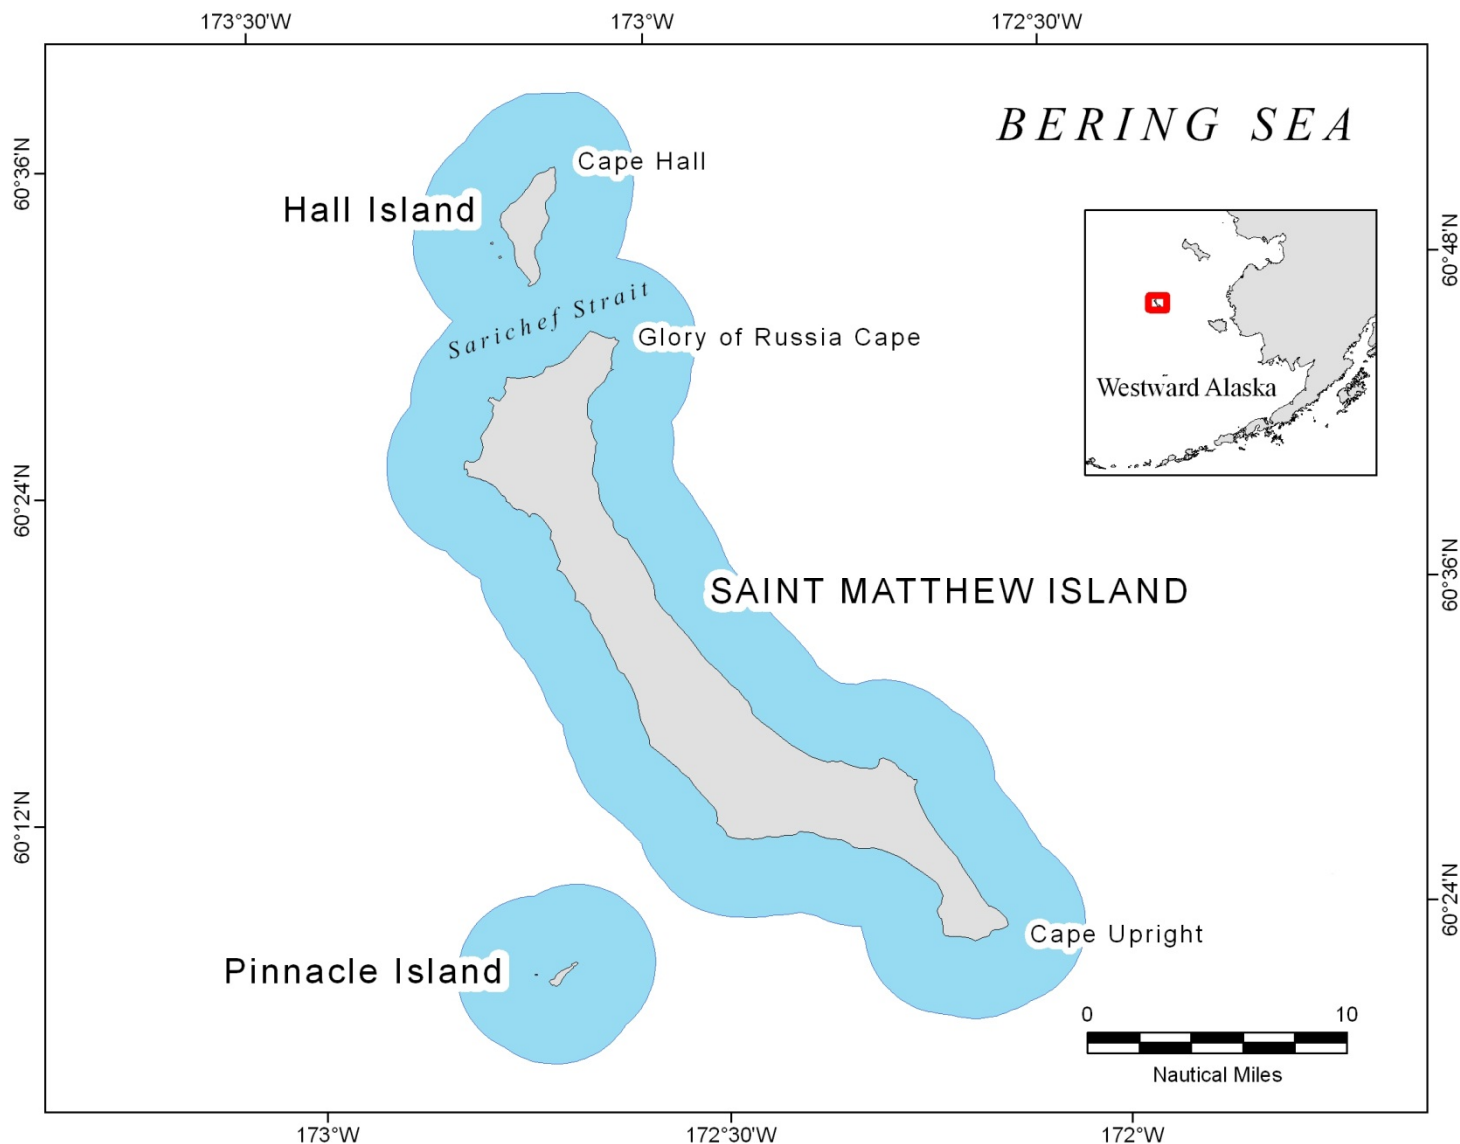 173°30'W
173°W
172°30'W
60°36'N
60°24'N
60°12'N
BERING SEA
Cape Hall
Hall Island
Sarichef Strait
Glory of Russia Cape
Westward Alaska
SAINT MATTHEW ISLAND
Cape Upright
Pinnacle Island
0 10
Nautical Miles
60°48'N
60°36'N
60°24'N
173°W
172°30'W
172°W